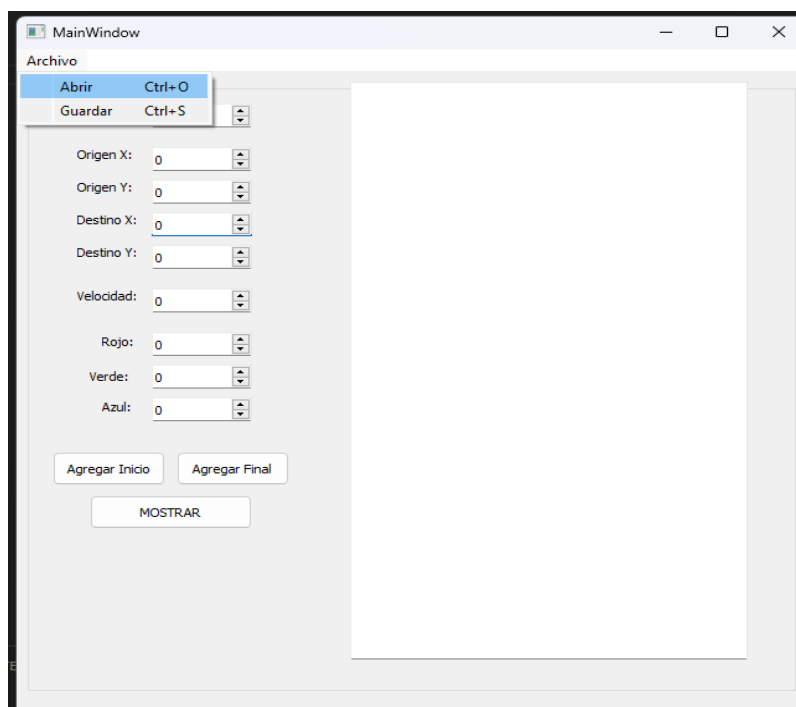 MainWindow
Archivo
Abrir Ctrl+O
Guardar Ctrl+S
Origen X: 0
Origen Y: 0
Destino X: 0
Destino Y: 0
Velocidad: 0
Rojo: 0
Verde: 0
Azul: 0
Agregar Inicio Agregar Final
MOSTRAR